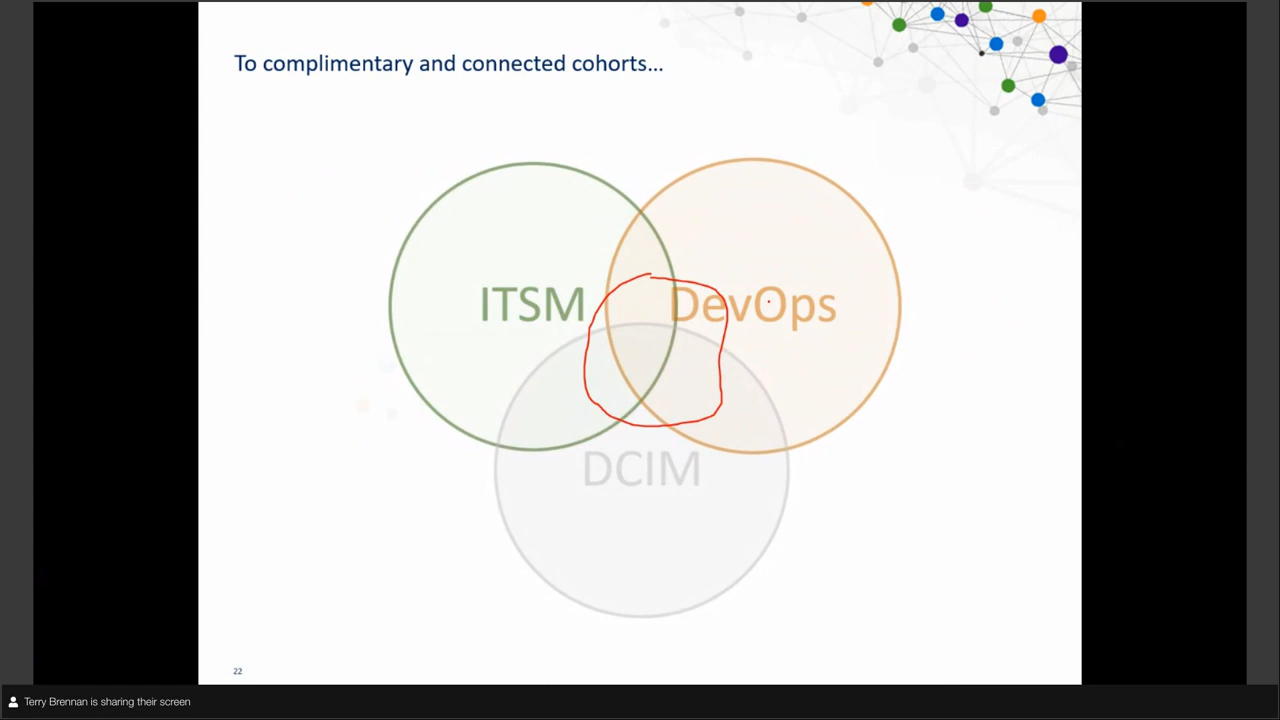 To complimentary and connected cohorts...
ITSM
DevOps
DCIM
22
Terry Brennan is sharing their screen